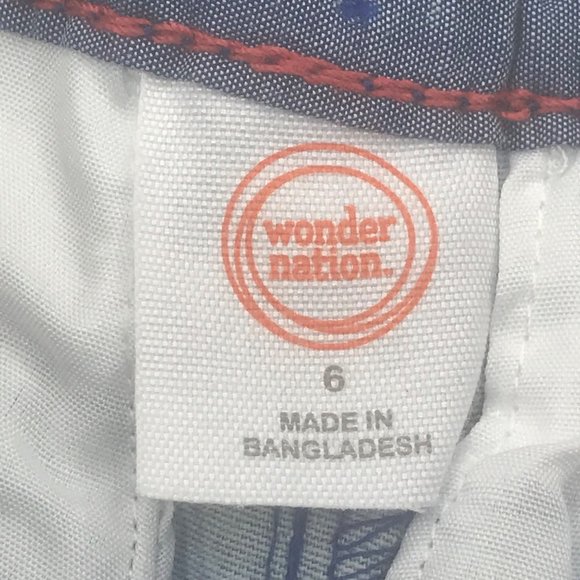 wonder
nation.
6
MADE IN
BANGLADESH